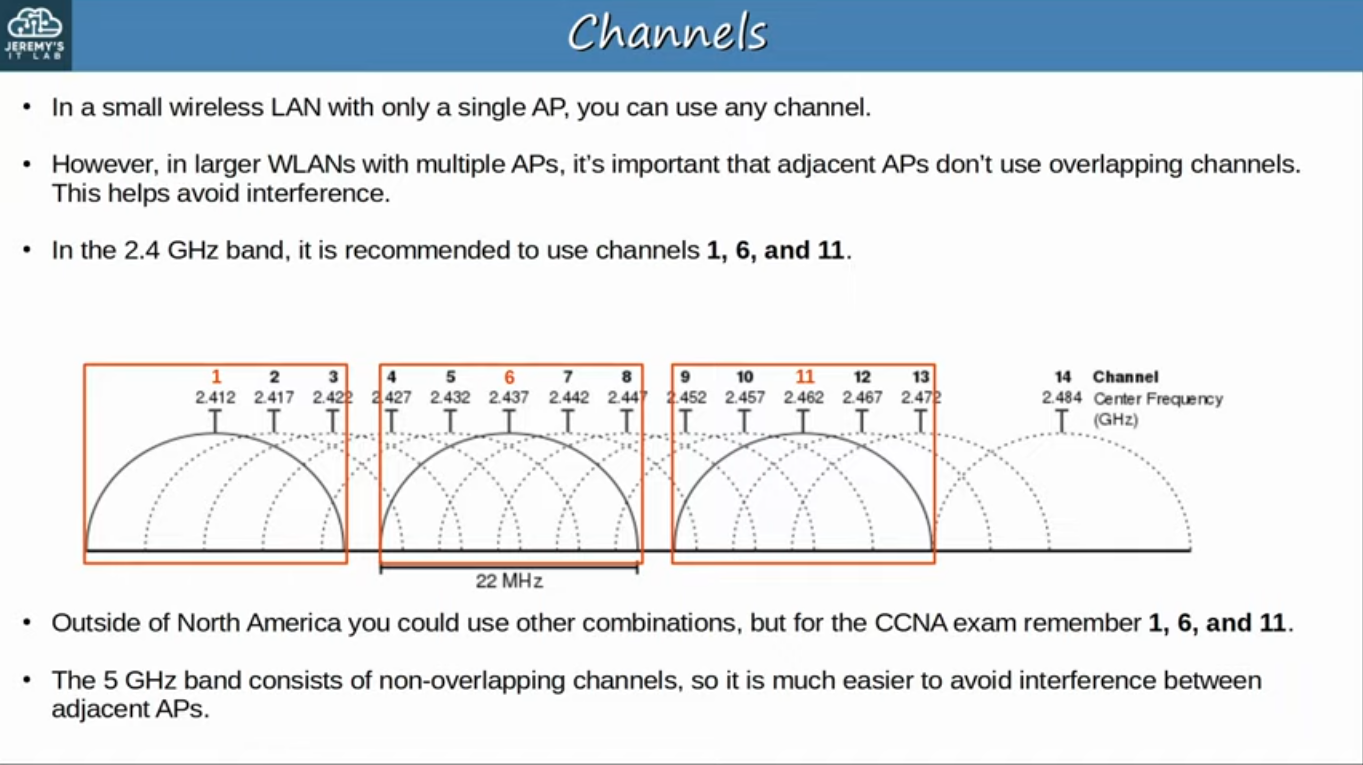 JEREMY'S
IT LAB
Channels
• In a small wireless LAN with only a single AP, you can use any channel.
• However, in larger WLANs with multiple APs, it's important that adjacent APs don't use overlapping channels.
This helps avoid interference.
• In the 2.4 GHz band, it is recommended to use channels 1, 6, and 11.
1 2 3 4 5 6 7 8 9 10 11 12 13 14 Channel
2.412 2.417 2.422 2.427 2.432 2.437 2.442 2.447 2.452 2.457 2.462 2.467 2.472 2.484 Center Frequency
(GHz)
22 MHz
• Outside of North America you could use other combinations, but for the CCNA exam remember 1, 6, and 11.
• The 5 GHz band consists of non-overlapping channels, so it is much easier to avoid interference between
adjacent APs.